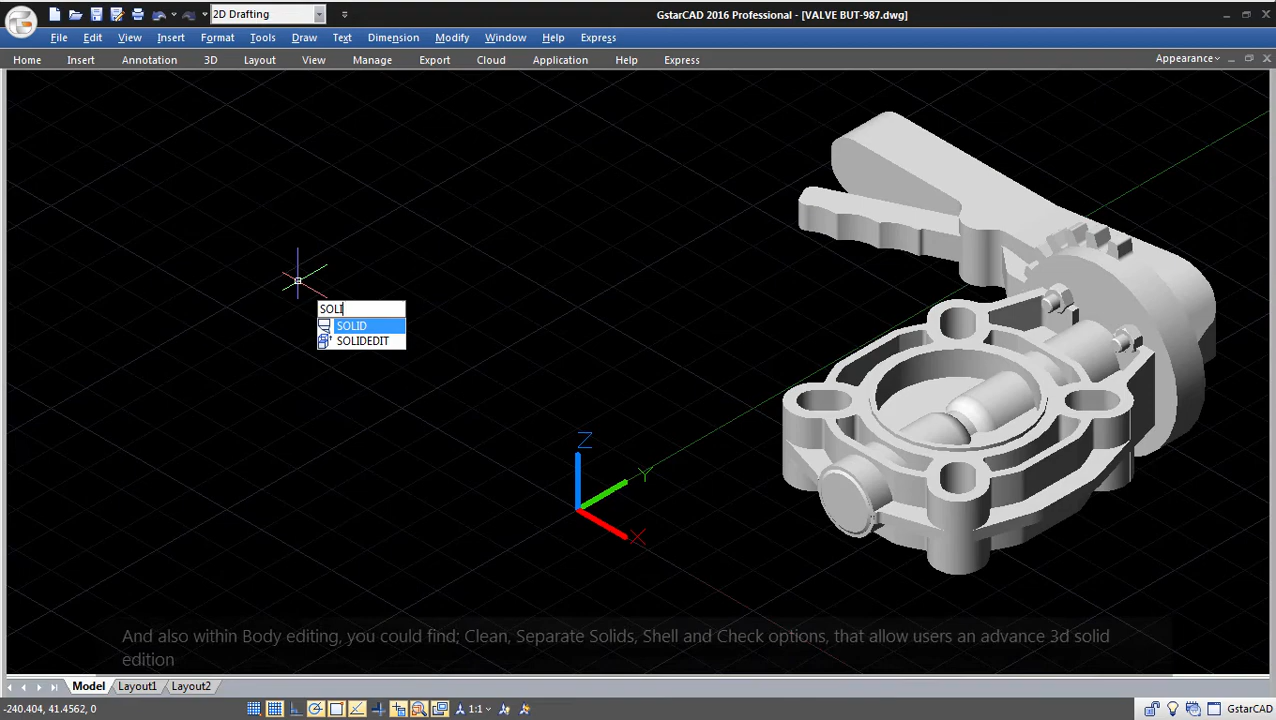 2D Drafting
GstarCAD 2016 Professional - [VALVE BUT-987.dwg]
File Edit View Insert Format Tools Draw Text Dimension Modify Window Help Express
Home Insert Annotation 3D Layout View Manage Export Cloud Application Help Express Appearance
SOLI
SOLID
SOLIDEDIT
Z
Y
X
And also within Body editing, you could find; Clean, Separate Solids, Shell and Check options, that allow users an advance 3d solid
edition
Model Layout1 Layout2
-240.404, 41.4562, 0 1:1 GstarCAD